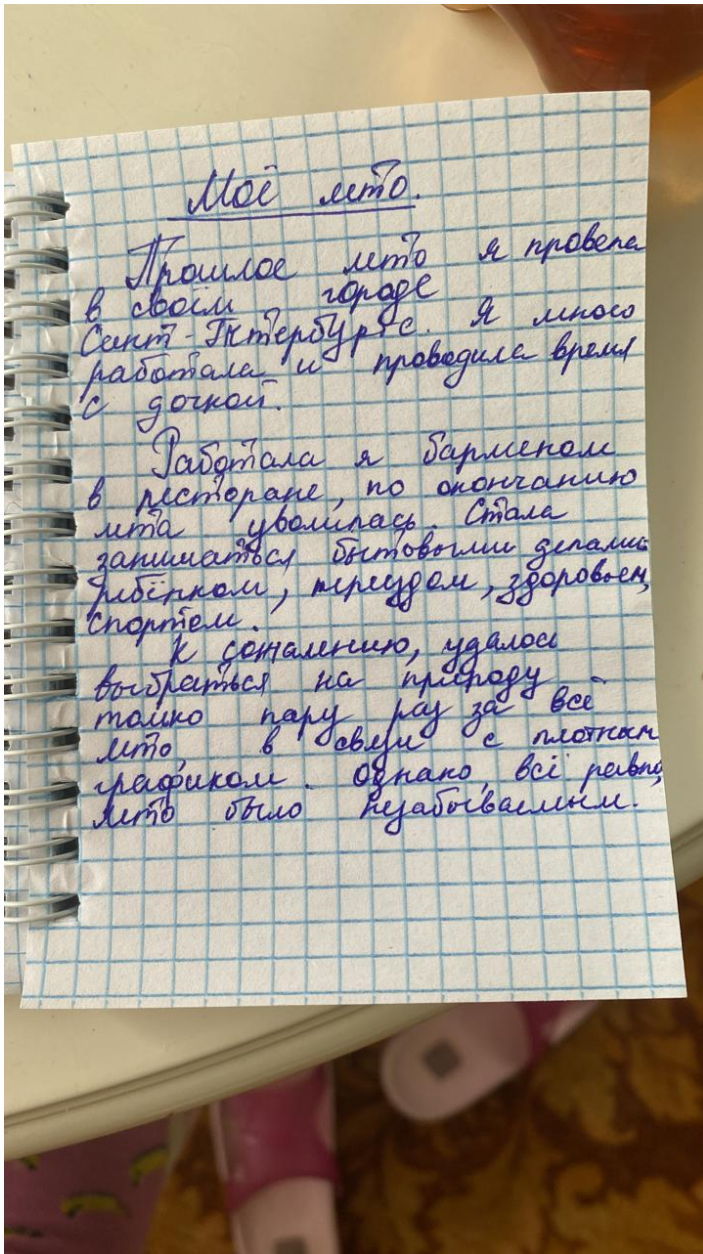 Моё лето.
Прошлое лето я провела
в своём городе
Санкт-Петербурге. Я много
работала и проводила время
с дочкой.
Работала я барменом
в ресторане, по окончанию
лета уволилась. Стала
заниматься бытовыми делами
ребёнком, переездом, здоровьем,
спортом.
К сожалению, удалось
выбраться на природу
только пару раз за всё
лето в связи с плотным
графиком. Однако, всё равно,
лето было незабываемым.